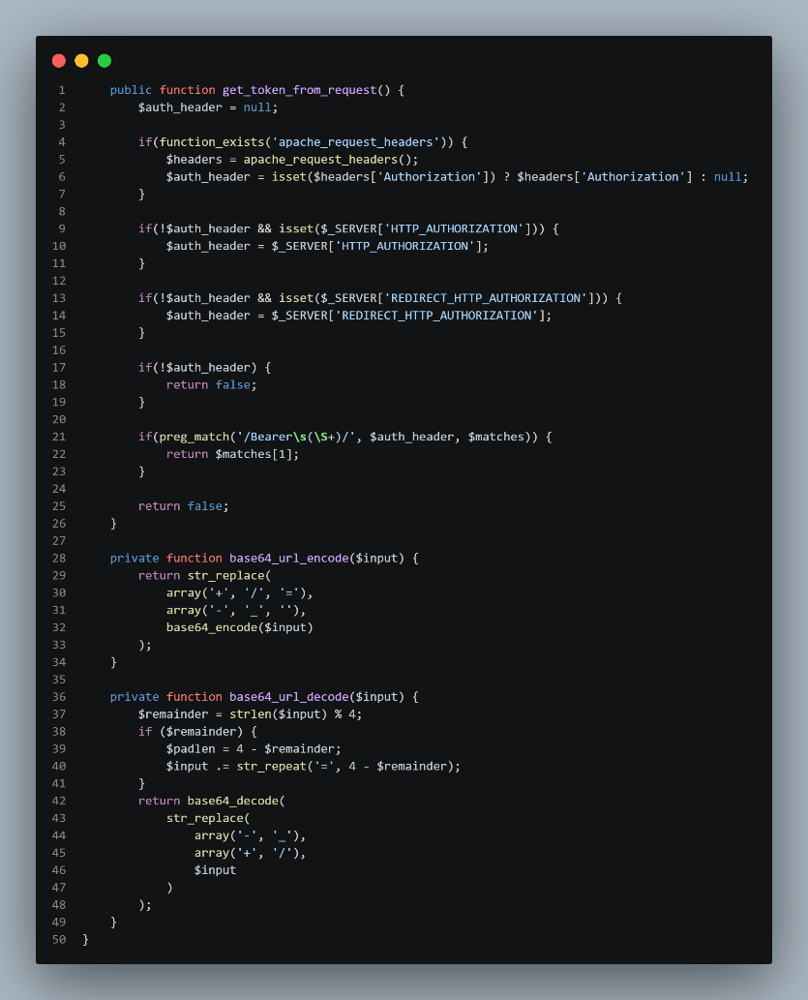 1 public function get_token_from_request() {
2 $auth_header = null;
3
4 if(function_exists('apache_request_headers')) {
5 $headers = apache_request_headers();
6 $auth_header = isset($headers['Authorization']) ? $headers['Authorization'] : null;
7 }
8
9 if(!$auth_header && isset($_SERVER['HTTP_AUTHORIZATION'])) {
10 $auth_header = $_SERVER['HTTP_AUTHORIZATION'];
11 }
12
13 if(!$auth_header && isset($_SERVER['REDIRECT_HTTP_AUTHORIZATION'])) {
14 $auth_header = $_SERVER['REDIRECT_HTTP_AUTHORIZATION'];
15 }
16
17 if(!$auth_header) {
18 return false;
19 }
20
21 if(preg_match('/Bearer\s(\S+)/', $auth_header, $matches)) {
22 return $matches[1];
23 }
24
25 return false;
26 }
27
28 private function base64_url_encode($input) {
29 return str_replace(
30 array('+', '/', '='),
31 array('-', '_', ''),
32 base64_encode($input)
33 );
34 }
35
36 private function base64_url_decode($input) {
37 $remainder = strlen($input) % 4;
38 if ($remainder) {
39 $padlen = 4 - $remainder;
40 $input .= str_repeat('=', 4 - $remainder);
41 }
42 return base64_decode(
43 str_replace(
44 array('-', '_'),
45 array('+', '/'),
46 $input
47 )
48 );
49 }
50 }